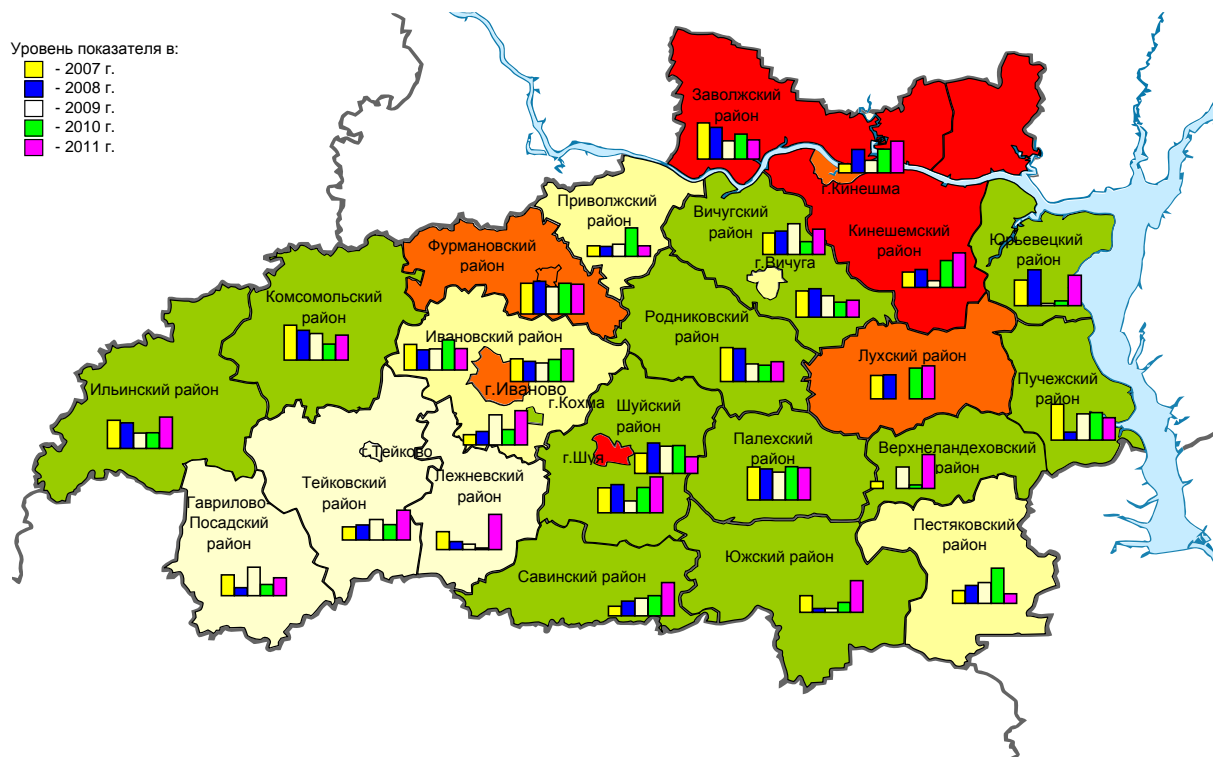 Уровень показателя в:
- 2007 г.
- 2008 г.
- 2009 г.
- 2010 г.
- 2011 г.
Заволжский
район
г.Кинешма
Приволжский
район
Вичугский
район
Кинешемский
район
Юрьевецкий
район
Фурмановский
район
г.Вичуга
Комсомольский
район
Родниковский
район
Ивановский район
Лухский район
Ильинский район
г.Иваново
г.Кохма
Шуйский
район
Пучежский
район
Палехский
район
Верхнеландеховский
район
г.Тейково
г.Шуя
Тейковский
район
Лежневский
район
Гаврилово-
Посадский
район
Пестяковский
район
Савинский район
Южский район